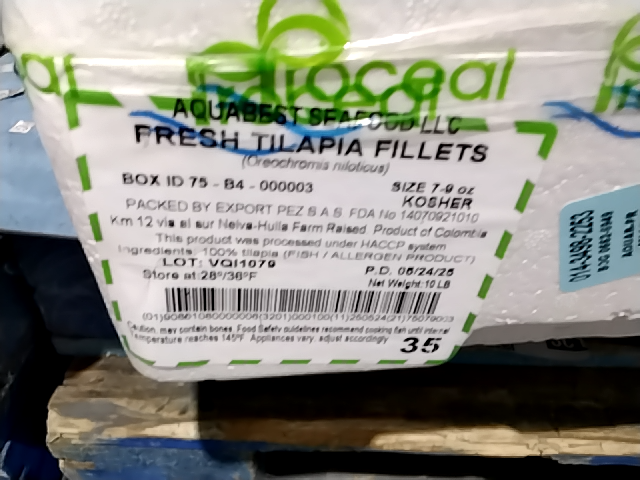 Proceal
AQUABEST SEAFOOD LLC
FRESH TILAPIA FILLETS
(Oreochromis niloticus)
BOX ID 75 - B4 - 000003
SIZE 7-9 oz
KOSHER
PACKED BY EXPORT PEZ S.A.S. FDA No 14070921010
Km 12 via al sur Neiva-Huila Farm Raised. Product of Colombia
This product was processed under HACCP system
Ingredients: 100% tilapia (FISH / ALLERGEN PRODUCT)
LOT: VQI1079
Store at: 28°/38°F
Net Weight: 10 LB
Caution, may contain bones. Food Safety guidelines recommend cooking fish until internal
Temperature reaches 145°F. Appliances vary, adjust accordingly
35